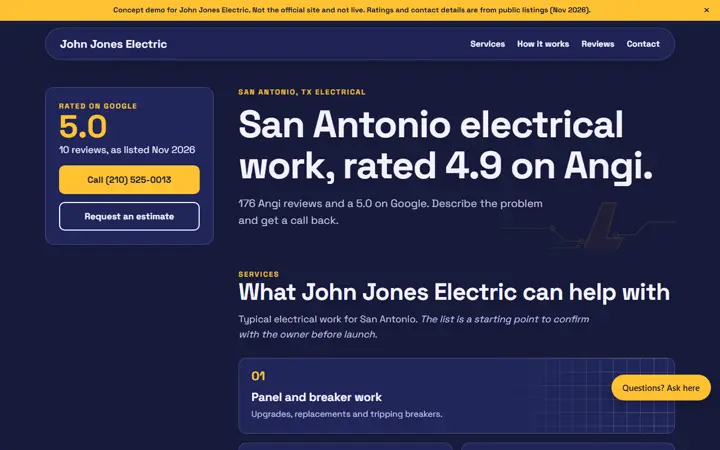 Concept demo for John Jones Electric. Not the official site and not live. Ratings and contact details are from public listings (Nov 2026).
×
John Jones Electric
Services
How it works
Reviews
Contact
RATED ON GOOGLE
5.0
10 reviews, as listed Nov 2026
Call (210) 525-0013
Request an estimate
SAN ANTONIO, TX ELECTRICAL
San Antonio electrical
work, rated 4.9 on Angi.
176 Angi reviews and a 5.0 on Google. Describe the problem
and get a call back.
SERVICES
What John Jones Electric can help with
Typical electrical work for San Antonio. The list is a starting point to confirm
with the owner before launch.
01
Panel and breaker work
Upgrades, replacements and tripping breakers.
Questions? Ask here